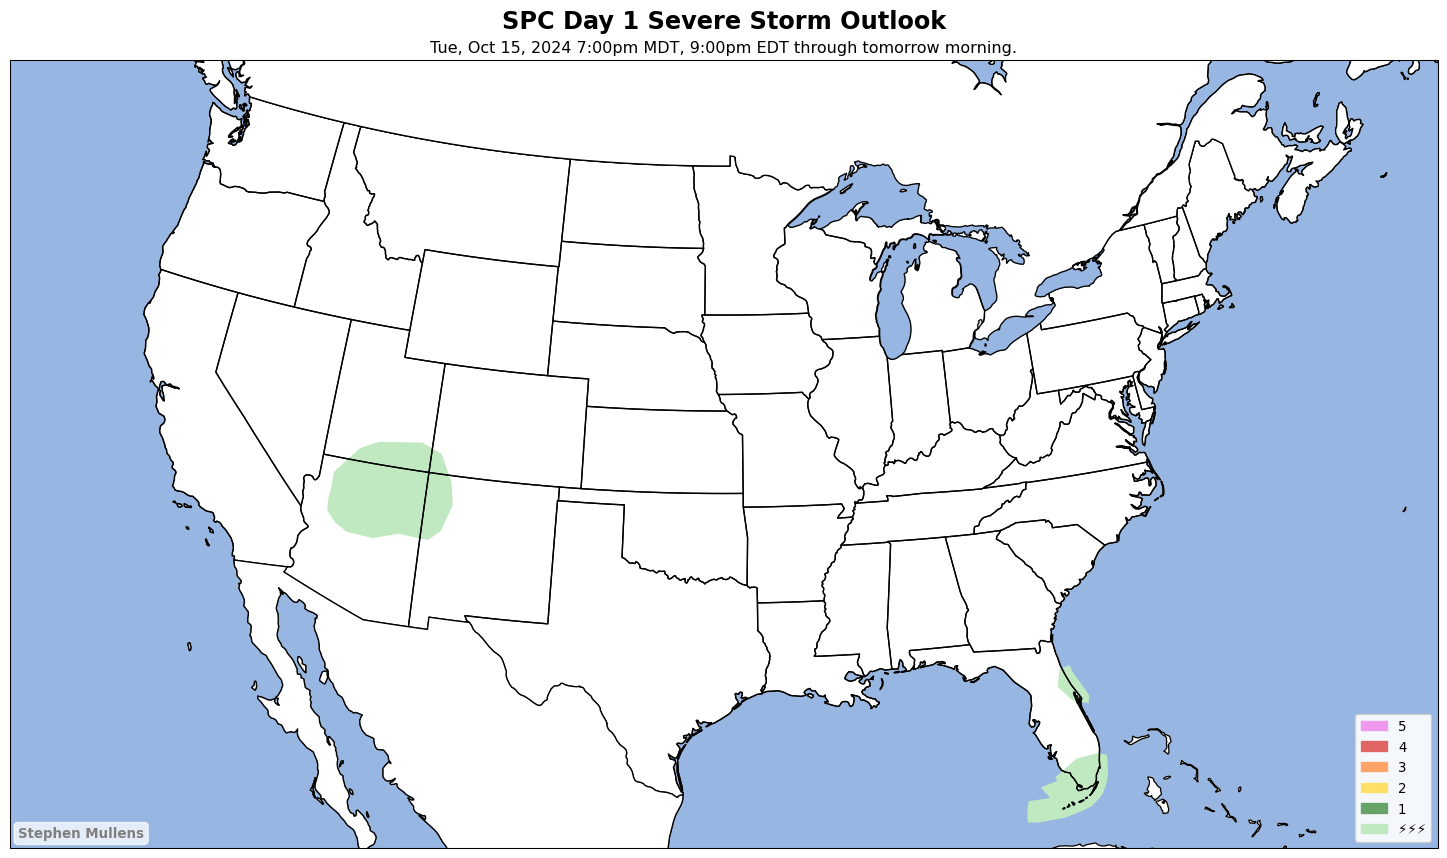 SPC Day 1 Severe Storm Outlook
Tue, Oct 15, 2024 7:00pm MDT, 9:00pm EDT through tomorrow morning.
5
4
3
2
1
⚡⚡⚡
Stephen Mullens